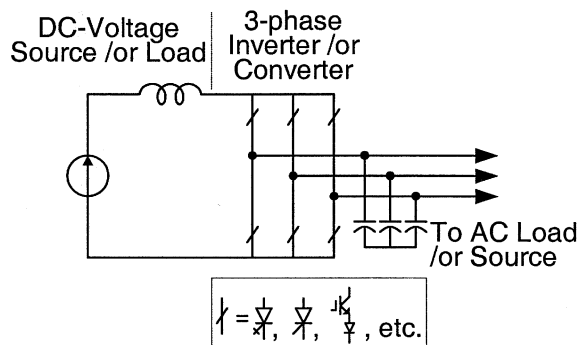 DC-Voltage
Source /or Load
3-phase
Inverter /or
Converter
To AC Load
/or Source
= , , , etc.